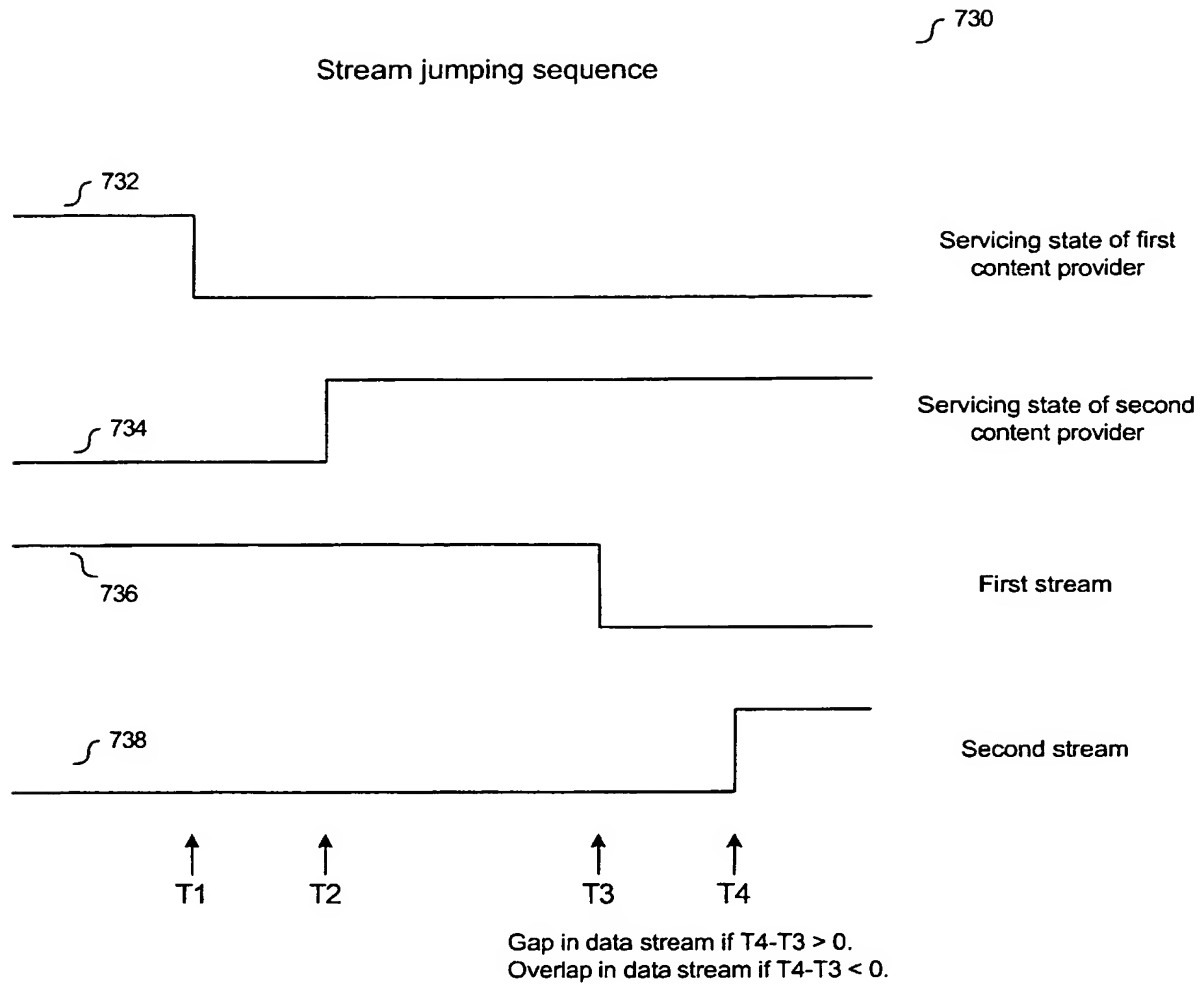 730
Stream jumping sequence
732
Servicing state of first
content provider
734
Servicing state of second
content provider
736
First stream
738
Second stream
T1 T2 T3 T4
Gap in data stream if T4-T3 > 0.
Overlap in data stream if T4-T3 < 0.